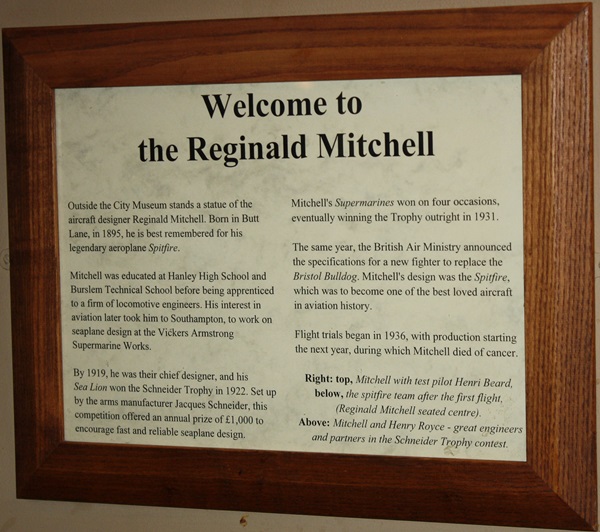 Welcome to
the Reginald Mitchell
Outside the City Museum stands a statue of the
aircraft designer Reginald Mitchell. Born in Butt
Lane, in 1895, he is best remembered for his
legendary aeroplane Spitfire.
Mitchell was educated at Hanley High School and
Burslem Technical School before being apprenticed
to a firm of locomotive engineers. His interest in
aviation later took him to Southampton, to work on
seaplane design at the Vickers Armstrong
Supermarine Works.
By 1919, he was their chief designer, and his
Sea Lion won the Schneider Trophy in 1922. Set up
by the arms manufacturer Jacques Schneider, this
competition offered an annual prize of £1,000 to
encourage fast and reliable seaplane design.
Mitchell's Supermarines won on four occasions,
eventually winning the Trophy outright in 1931.
The same year, the British Air Ministry announced
the specifications for a new fighter to replace the
Bristol Bulldog. Mitchell's design was the Spitfire,
which was to become one of the best loved aircraft
in aviation history.
Flight trials began in 1936, with production starting
the next year, during which Mitchell died of cancer.
Right: top, Mitchell with test pilot Henri Beard,
below, the spitfire team after the first flight,
(Reginald Mitchell seated centre).
Above: Mitchell and Henry Royce - great engineers
and partners in the Schneider Trophy contest.